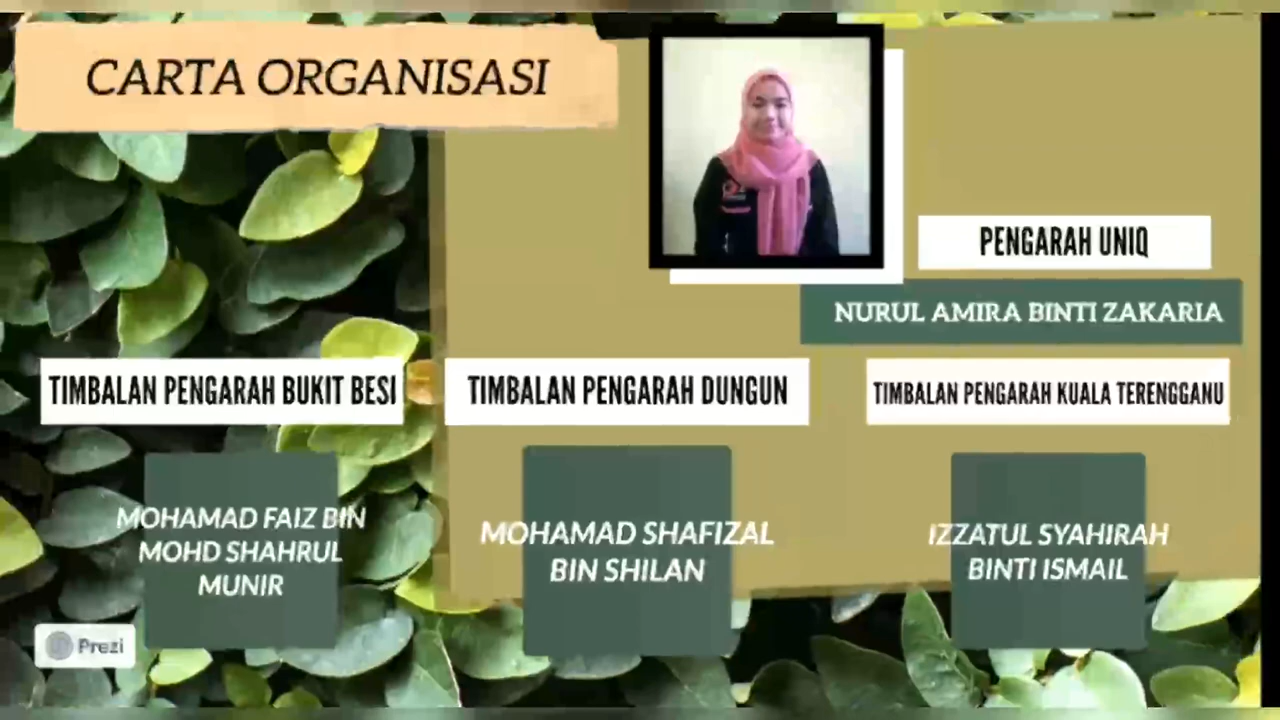 CARTA ORGANISASI
PENGARAH UNIQ
NURUL AMIRA BINTI ZAKARIA
TIMBALAN PENGARAH BUKIT BESI
TIMBALAN PENGARAH DUNGUN
TIMBALAN PENGARAH KUALA TERENGGANU
MOHAMAD FAIZ BIN
MOHD SHAHRUL
MUNIR
MOHAMAD SHAFIZAL
BIN SHILAN
IZZATUL SYAHIRAH
BINTI ISMAIL
Prezi